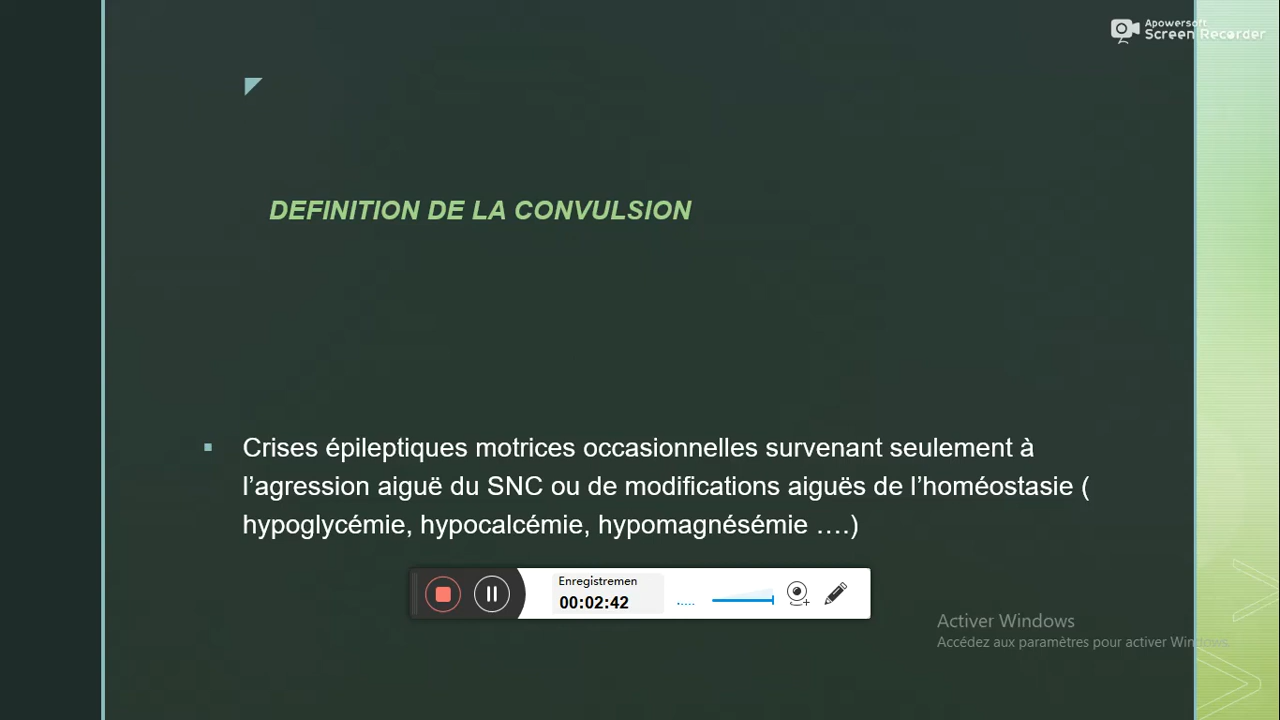 Apowersoft
Screen Recorder
DEFINITION DE LA CONVULSION
Crises épileptiques motrices occasionnelles survenant seulement à
l’agression aiguë du SNC ou de modifications aiguës de l’homéostasie (
hypoglycémie, hypocalcémie, hypomagnésémie ….)
Enregistremen
00:02:42
Activer Windows
Accédez aux paramètres pour activer Windows.